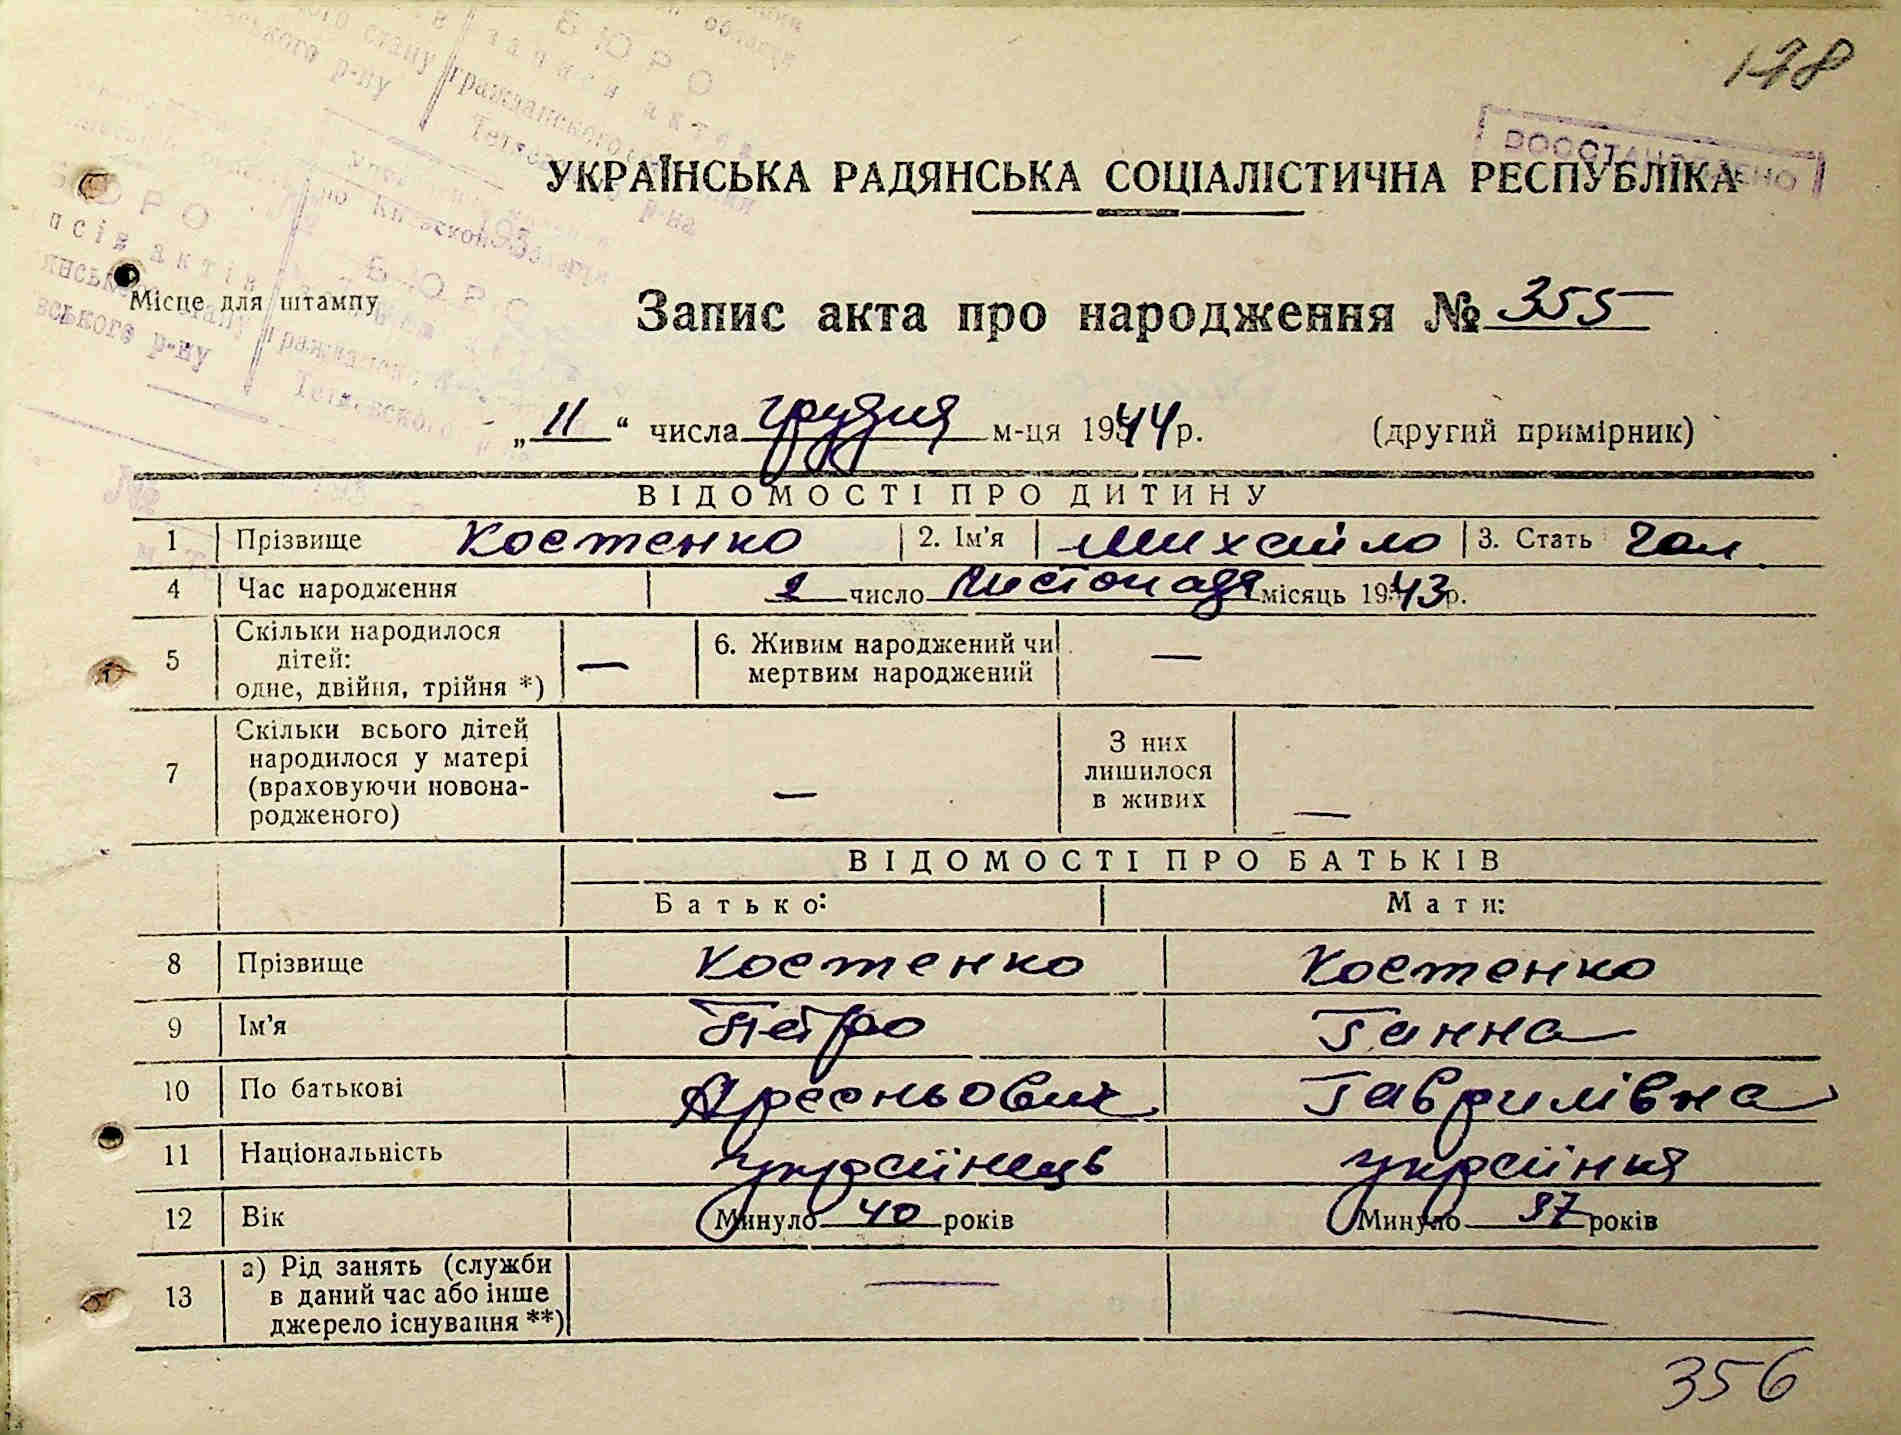 178
ВОССТАНОВЛЕНО
УКРАЇНСЬКА РАДЯНСЬКА СОЦІАЛІСТИЧНА РЕСПУБЛІКА
Місце для штампу
Запис акта про народження № 355
„ 11 “ числа грудня м-ця 1944 р. (другий примірник)
ВІДОМОСТІ ПРО ДИТИНУ
1 Прізвище Костенко 2. Ім'я Михайло 3. Стать Чол
4 Час народження 2 число листопада місяць 1943 р.
5 Скільки народилося дітей: одне, двійня, трійня *) — 6. Живим народжений чи мертвим народжений —
7 Скільки всього дітей народилося у матері (враховуючи новонародженого) — З них лишилося в живих —
ВІДОМОСТІ ПРО БАТЬКІВ
Батько: Мати:
8 Прізвище Костенко Костенко
9 Ім'я Петро Ганна
10 По батькові Арсеньович Гаврилівна
11 Національність українець українка
12 Вік Минуло 40 років Минуло 37 років
13 а) Рід занять (служби в даний час або інше джерело існування **) — —
356